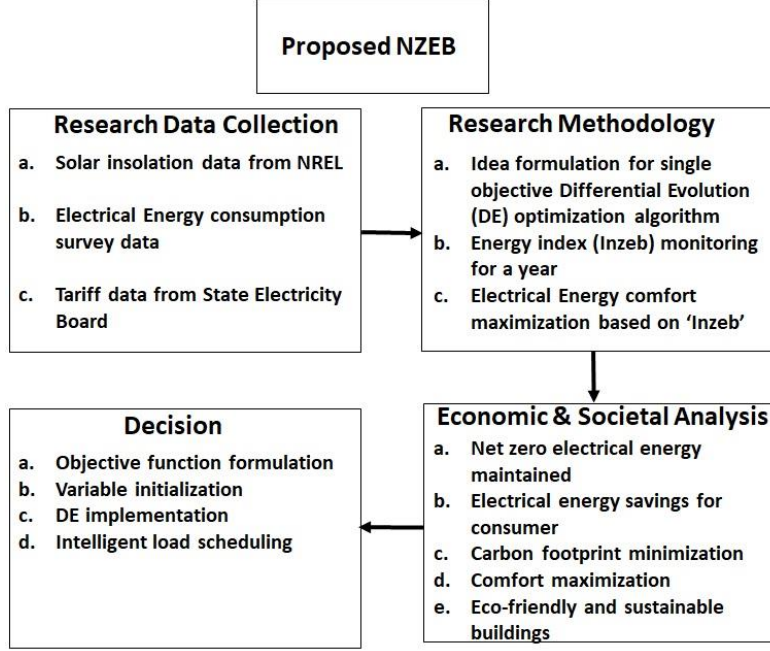 Proposed NZEB
Research Data Collection
a. Solar insolation data from NREL
b. Electrical Energy consumption
survey data
c. Tariff data from State Electricity
Board
Research Methodology
a. Idea formulation for single
objective Differential Evolution
(DE) optimization algorithm
b. Energy index (Inzeb) monitoring
for a year
c. Electrical Energy comfort
maximization based on ‘Inzeb’
Economic & Societal Analysis
a. Net zero electrical energy
maintained
b. Electrical energy savings for
consumer
c. Carbon footprint minimization
d. Comfort maximization
e. Eco-friendly and sustainable
buildings
Decision
a. Objective function formulation
b. Variable initialization
c. DE implementation
d. Intelligent load scheduling